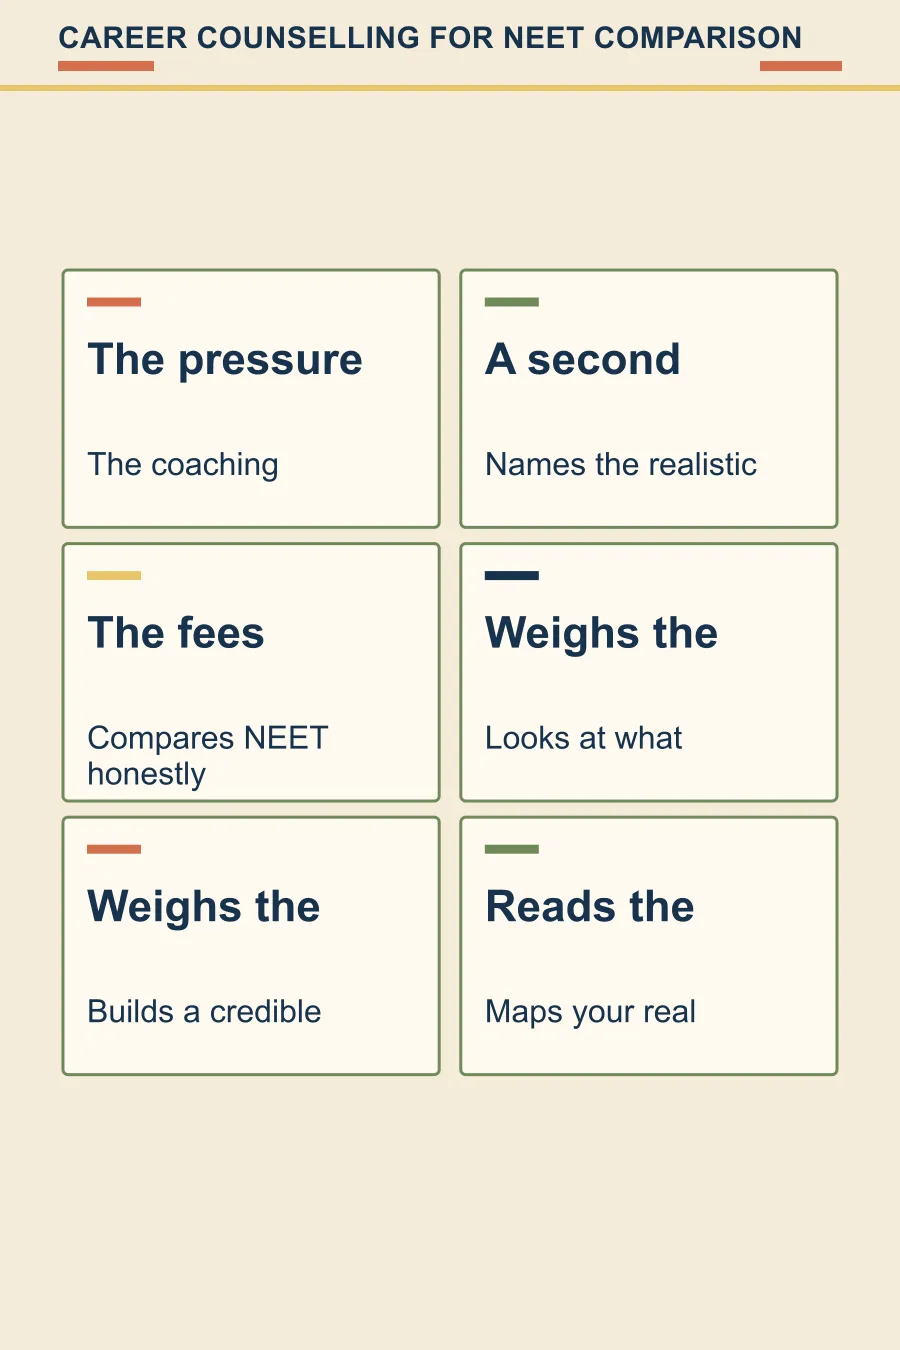 CAREER COUNSELLING FOR NEET COMPARISON
The pressure
The coaching
A second
Names the realistic
The fees
Compares NEET
honestly
Weighs the
Looks at what
Weighs the
Builds a credible
Reads the
Maps your real